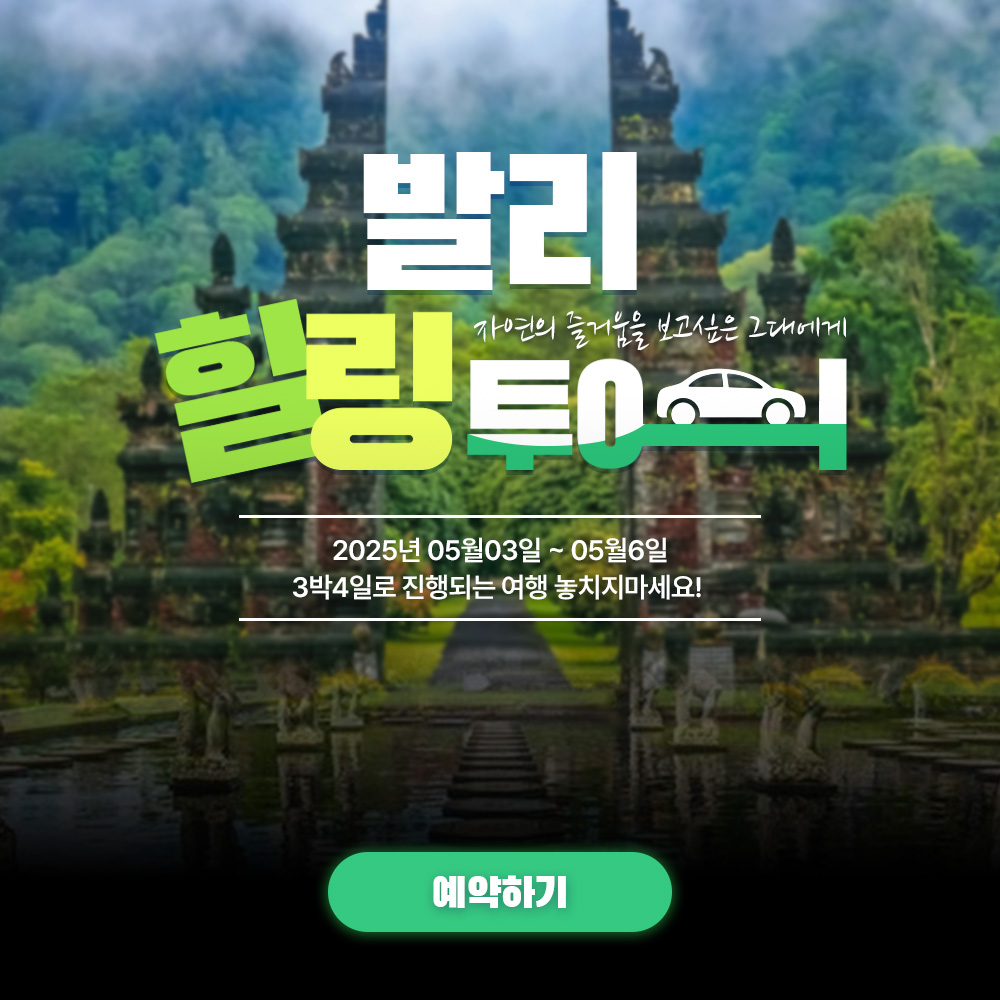 발리
자연의 즐거움을 보고싶은 그대에게
힐링투어
2025년 05월03일 ~ 05월6일
3박4일로 진행되는 여행 놓치지마세요!
예약하기